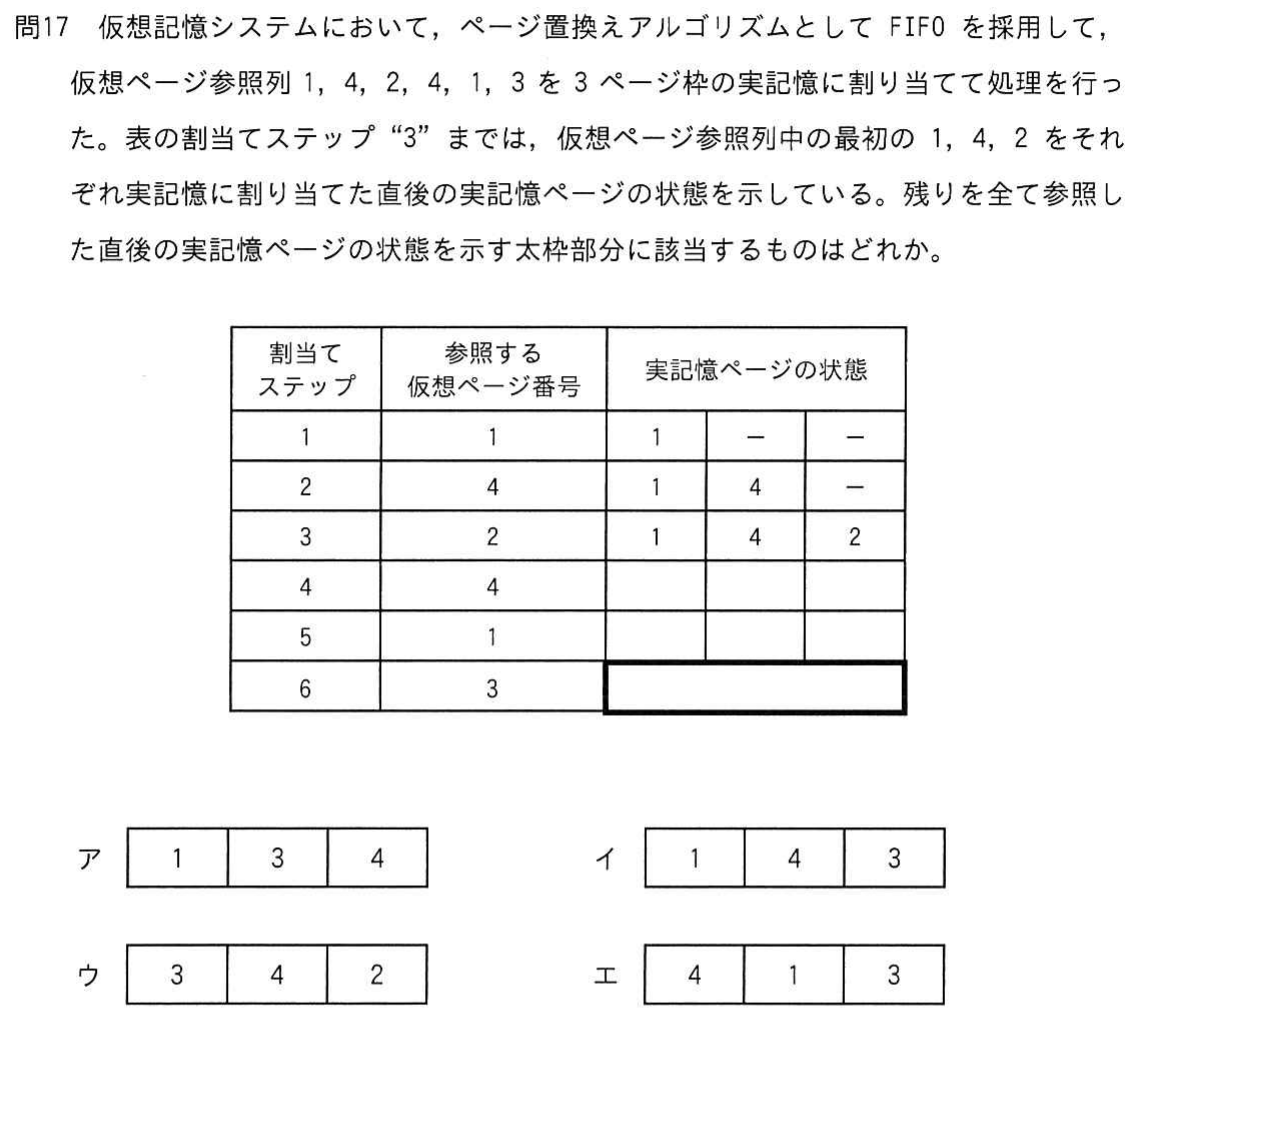 問17 仮想記憶システムにおいて，ページ置換えアルゴリズムとして FIFO を採用して，
仮想ページ参照列 1，4，2，4，1，3 を 3 ページ枠の実記憶に割り当てて処理を行っ
た。表の割当てステップ“3”までは，仮想ページ参照列中の最初の 1，4，2 をそれ
ぞれ実記憶に割り当てた直後の実記憶ページの状態を示している。残りを全て参照し
た直後の実記憶ページの状態を示す太枠部分に該当するものはどれか。
割当て
ステップ
参照する
仮想ページ番号
実記憶ページの状態
1 1 1 － －
2 4 1 4 －
3 2 1 4 2
4 4
5 1
6 3
ア 1 3 4
イ 1 4 3
ウ 3 4 2
エ 4 1 3